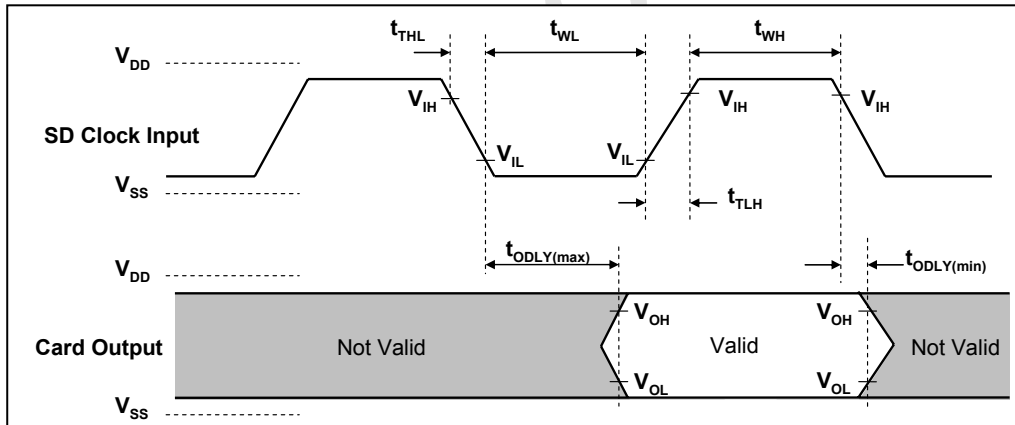 t_THL t_WL t_WH
V_DD
V_IH V_IH V_IH
SD Clock Input
V_IL V_IL
V_SS
t_TLH
t_ODLY(max) t_ODLY(min)
V_DD
V_OH V_OH
Card Output Not Valid Valid Not Valid
V_OL V_OL
V_SS